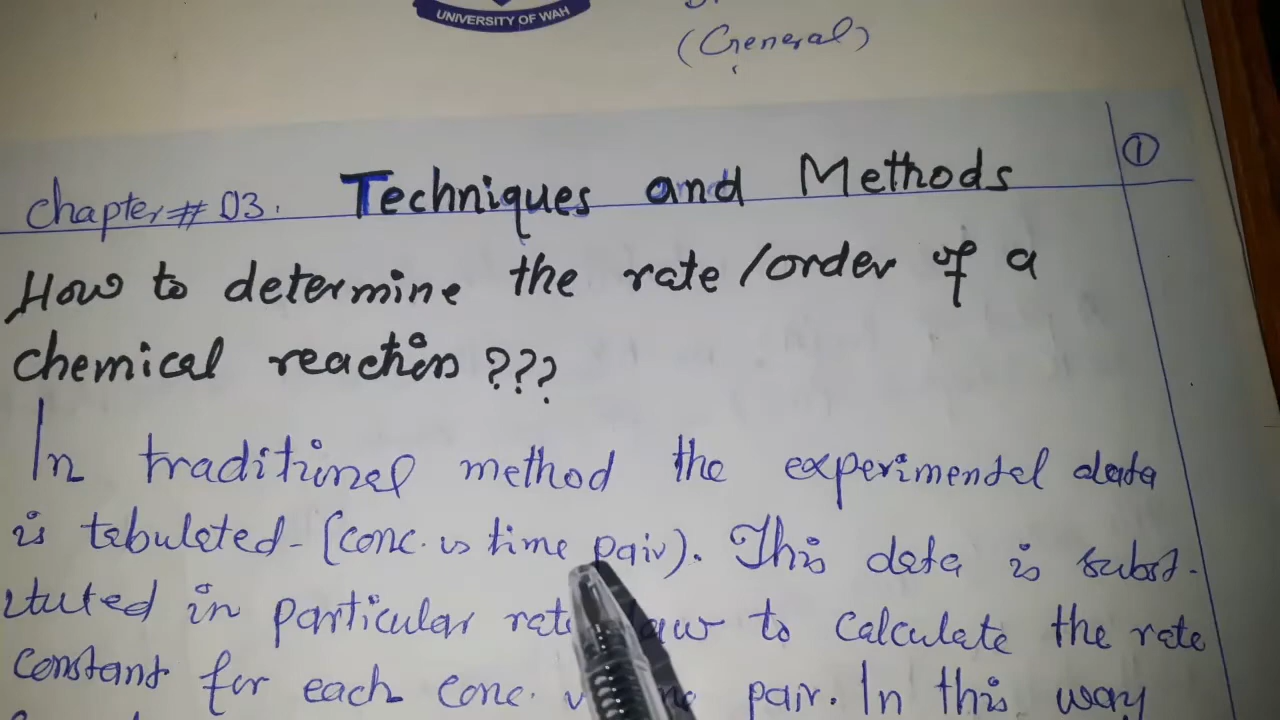 UNIVERSITY OF WAH
(General)
Chapter # 03. Techniques and Methods ①
How to determine the rate/order of a
chemical reaction ???
In traditional method the experimental data
is tabulated- (conc. vs time pair). This data is subst-
ituted in particular rate law to calculate the rate
constant for each conc. pair. In this way